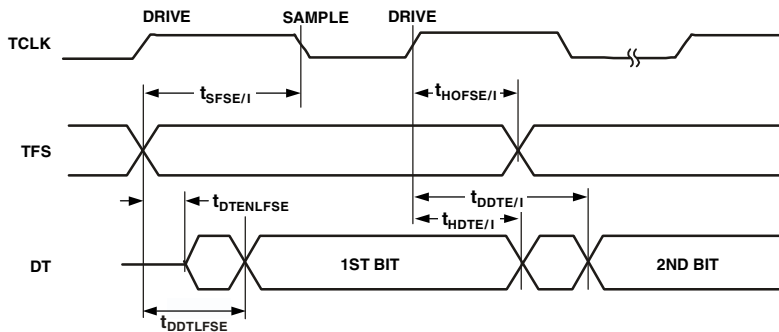 DRIVE SAMPLE DRIVE
TCLK
tSFSE/I tHOFSE/I
TFS
tDDTE/I
tDTENLFSE
tHDTE/I
DT 1ST BIT 2ND BIT
tDDTLFSE